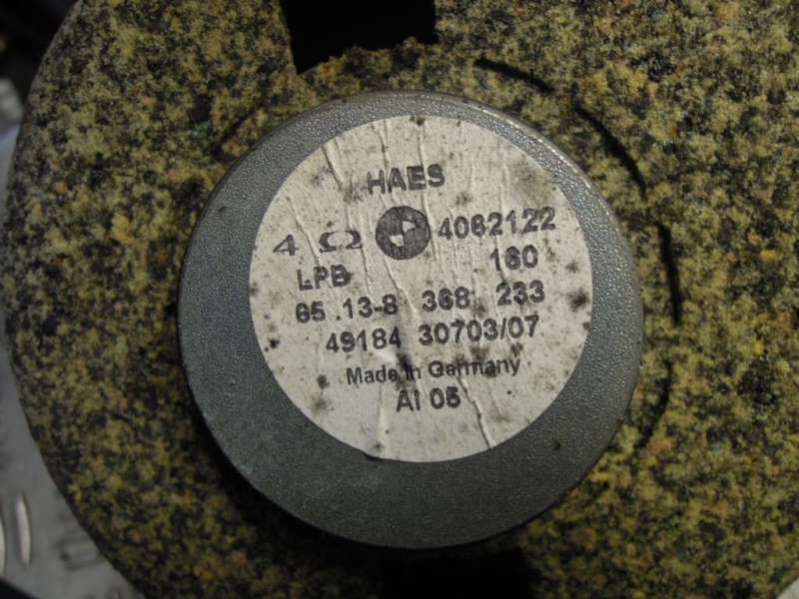 HAES
4 Ω 4062122
LPB 160
65.13-8 368 233
49184 30703/07
Made in Germany
AI 05